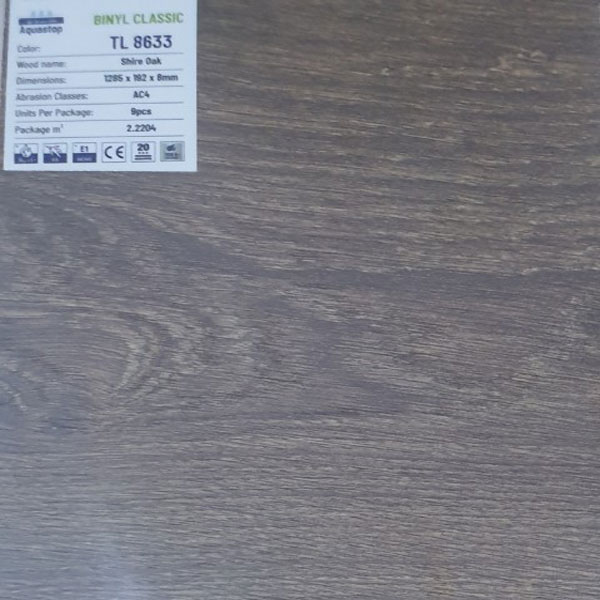 BINYL CLASSIC
Aquastop
Color: TL 8633
Wood name: Shire Oak
Dimensions: 1285 x 192 x 8mm
Abrasion Classes: AC4
Units Per Package: 9pcs
Package m² 2.2204
E1 CE 20